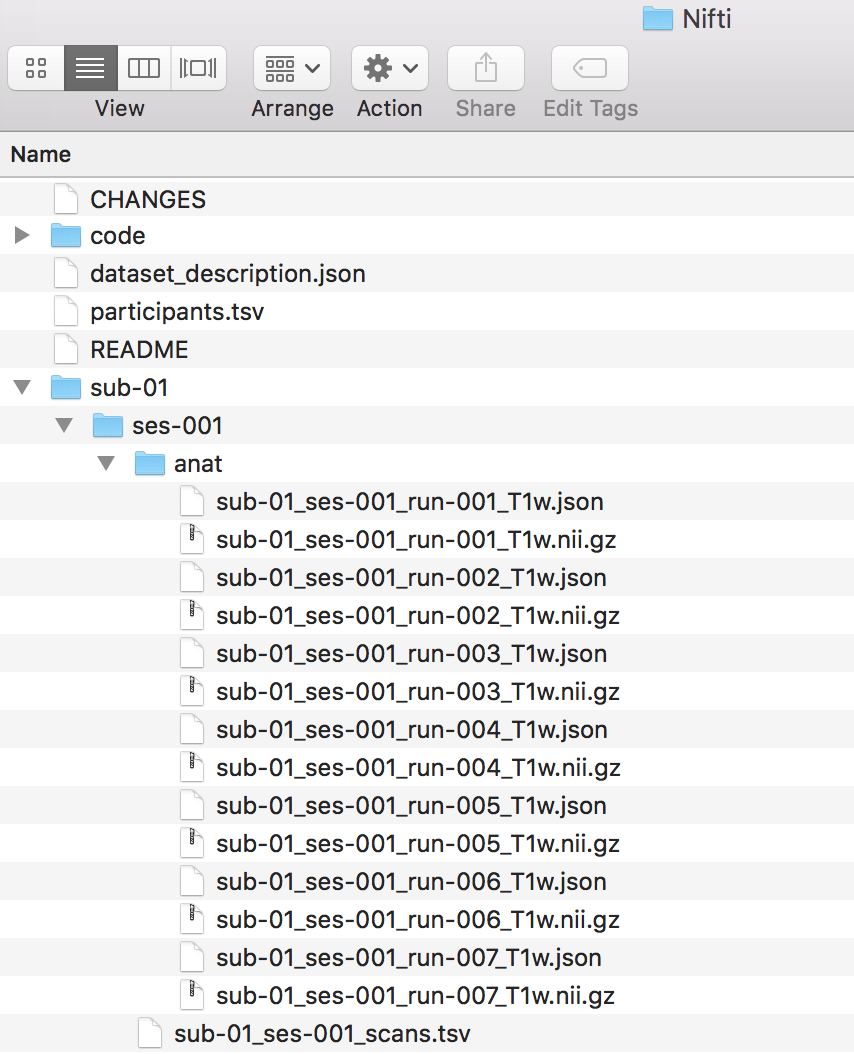 Nifti
View
Arrange
Action
Share
Edit Tags
Name
CHANGES
code
dataset_description.json
participants.tsv
README
sub-01
ses-001
anat
sub-01_ses-001_run-001_T1w.json
sub-01_ses-001_run-001_T1w.nii.gz
sub-01_ses-001_run-002_T1w.json
sub-01_ses-001_run-002_T1w.nii.gz
sub-01_ses-001_run-003_T1w.json
sub-01_ses-001_run-003_T1w.nii.gz
sub-01_ses-001_run-004_T1w.json
sub-01_ses-001_run-004_T1w.nii.gz
sub-01_ses-001_run-005_T1w.json
sub-01_ses-001_run-005_T1w.nii.gz
sub-01_ses-001_run-006_T1w.json
sub-01_ses-001_run-006_T1w.nii.gz
sub-01_ses-001_run-007_T1w.json
sub-01_ses-001_run-007_T1w.nii.gz
sub-01_ses-001_scans.tsv